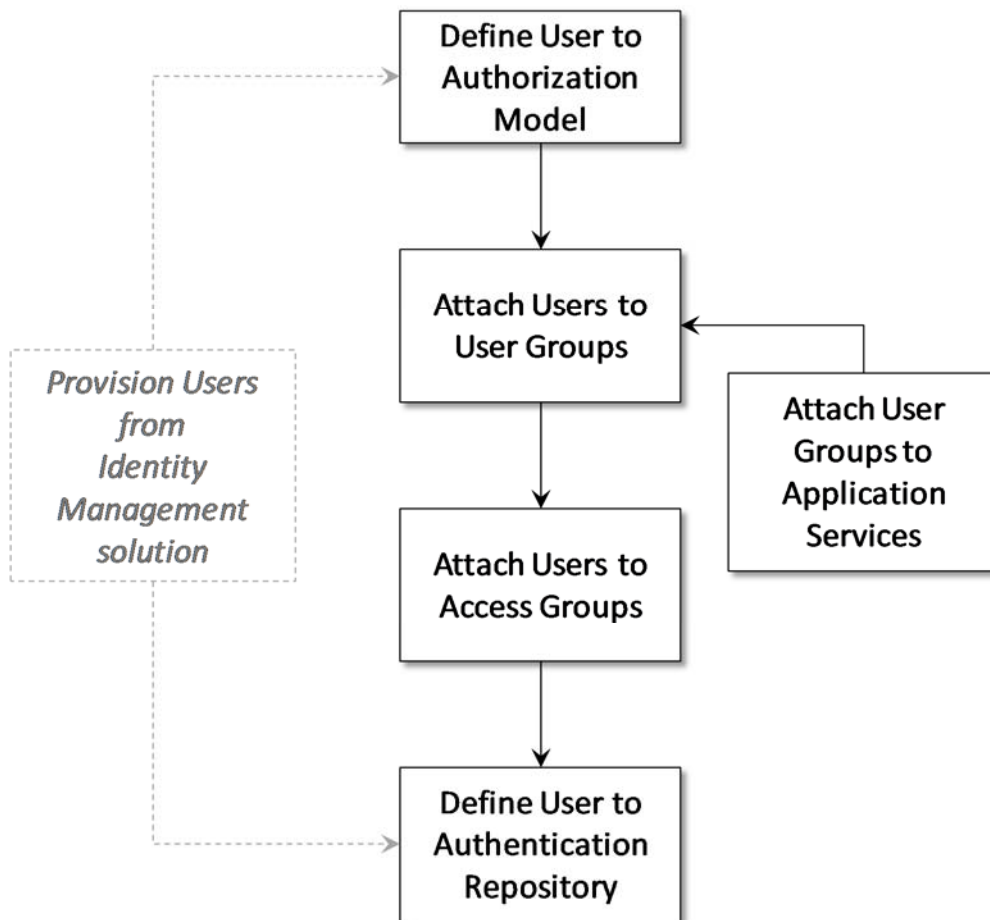 Define User to
Authorization
Model
Attach Users to
User Groups
Provision Users
from
Identity
Management
solution
Attach User
Groups to
Application
Services
Attach Users to
Access Groups
Define User to
Authentication
Repository